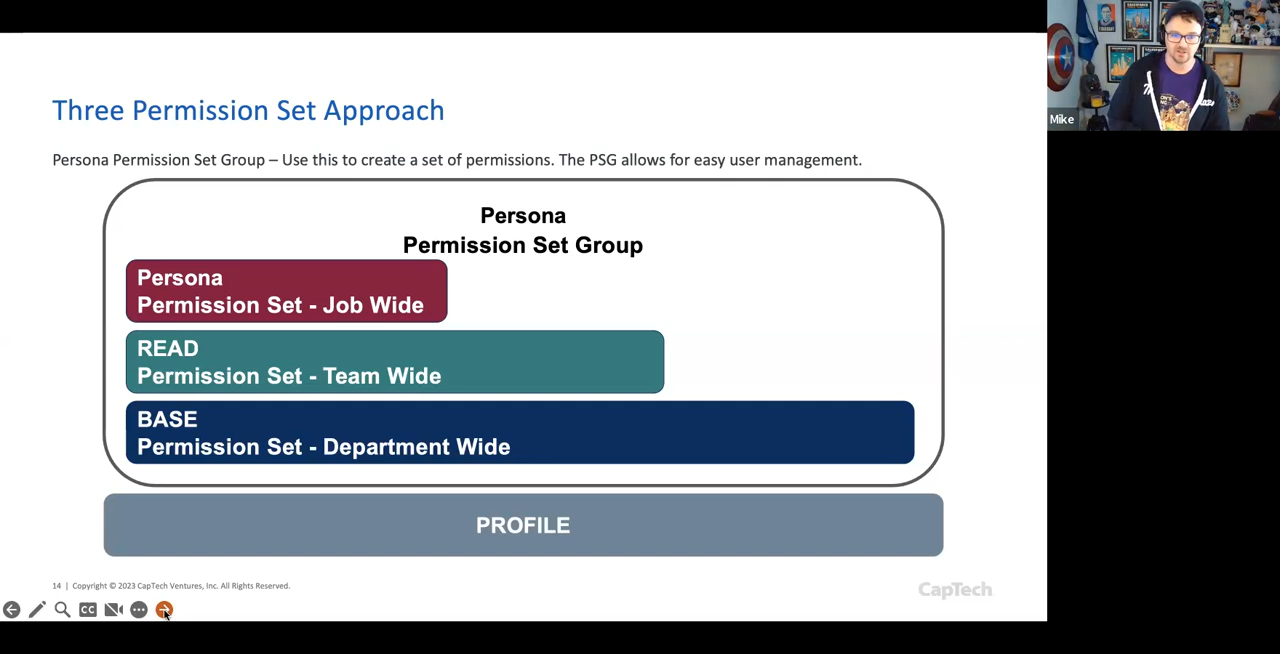 Three Permission Set Approach
Persona Permission Set Group – Use this to create a set of permissions. The PSG allows for easy user management.
Persona
Permission Set Group
Persona
Permission Set - Job Wide
READ
Permission Set - Team Wide
BASE
Permission Set - Department Wide
PROFILE
14 | Copyright © 2023 CapTech Ventures, Inc. All Rights Reserved.
CapTech
CC
Mike